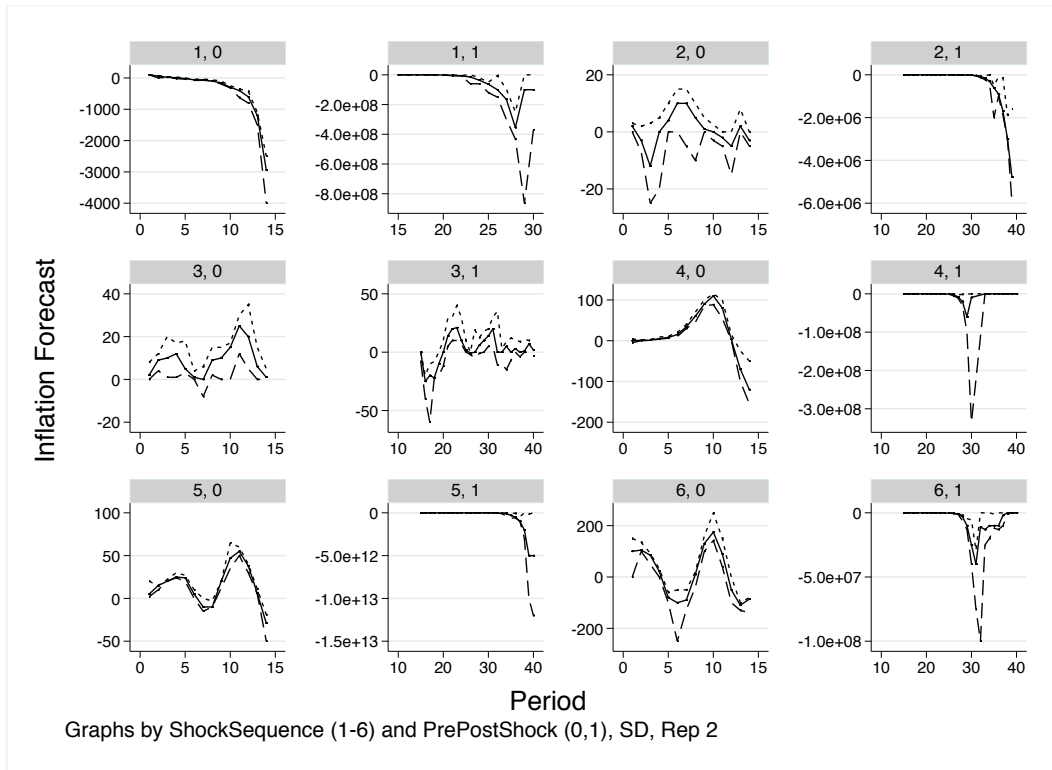 Inflation Forecast
1, 0
0
-1000
-2000
-3000
-4000
0 5 10 15
1, 1
0
-2.0e+08
-4.0e+08
-6.0e+08
-8.0e+08
15 20 25 30
2, 0
20
0
-20
0 5 10 15
2, 1
0
-2.0e+06
-4.0e+06
-6.0e+06
10 20 30 40
3, 0
40
20
0
-20
0 5 10 15
3, 1
50
0
-50
10 20 30 40
4, 0
100
0
-100
-200
0 5 10 15
4, 1
0
-1.0e+08
-2.0e+08
-3.0e+08
10 20 30 40
5, 0
100
50
0
-50
0 5 10 15
5, 1
0
-5.0e+12
-1.0e+13
-1.5e+13
10 20 30 40
6, 0
200
0
-200
0 5 10 15
6, 1
0
-5.0e+07
-1.0e+08
10 20 30 40
Period
Graphs by ShockSequence (1-6) and PrePostShock (0,1), SD, Rep 2